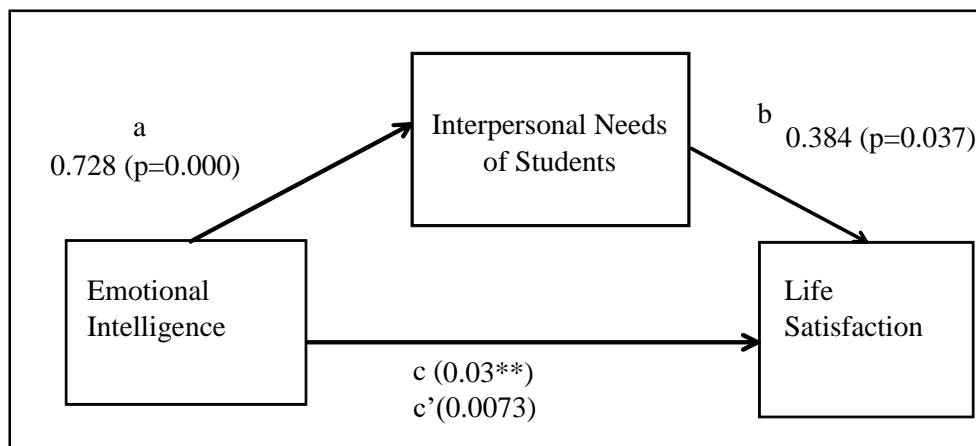 a
0.728 (p=0.000)
Interpersonal Needs
of Students
b
0.384 (p=0.037)
Emotional
Intelligence
Life
Satisfaction
c (0.03**)
c’(0.0073)